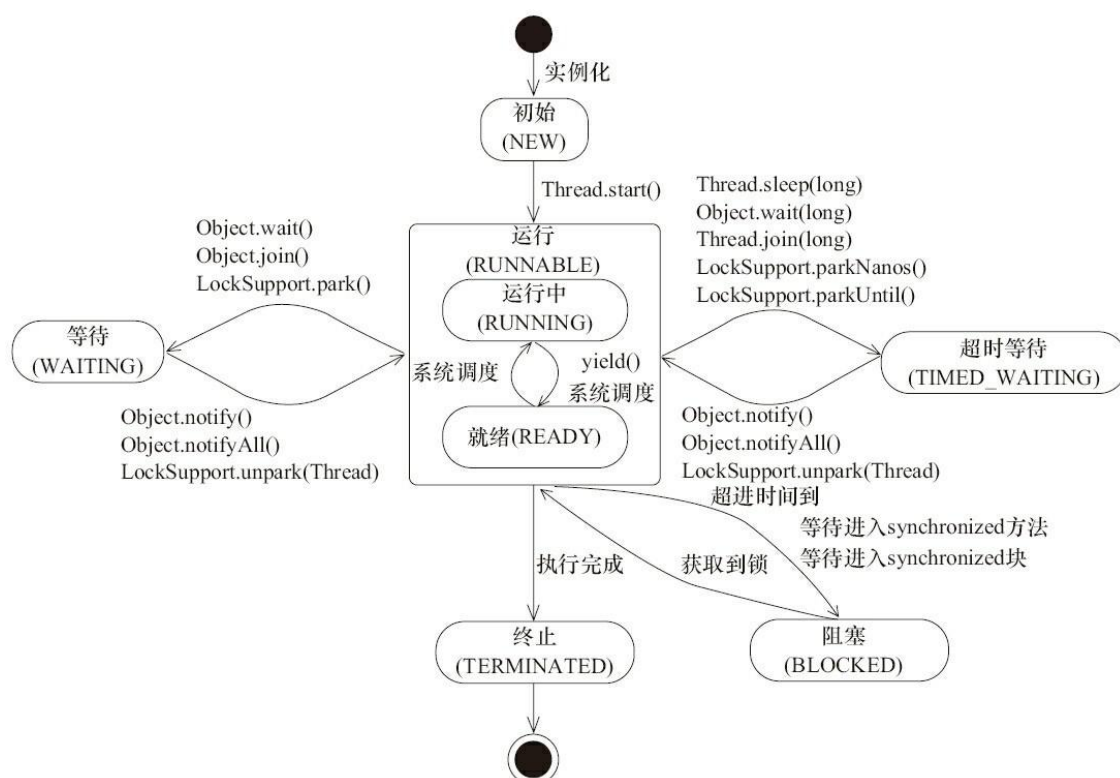 实例化
初始
(NEW)
Thread.start()
Object.wait()
Object.join()
LockSupport.park()
Thread.sleep(long)
Object.wait(long)
Thread.join(long)
LockSupport.parkNanos()
LockSupport.parkUntil()
运行
(RUNNABLE)
运行中
(RUNNING)
等待
(WAITING)
系统调度
yield()
系统调度
超时等待
(TIMED_WAITING)
就绪(READY)
Object.notify()
Object.notifyAll()
LockSupport.unpark(Thread)
Object.notify()
Object.notifyAll()
LockSupport.unpark(Thread)
超进时间到
等待进入synchronized方法
等待进入synchronized块
执行完成
获取到锁
终止
(TERMINATED)
阻塞
(BLOCKED)